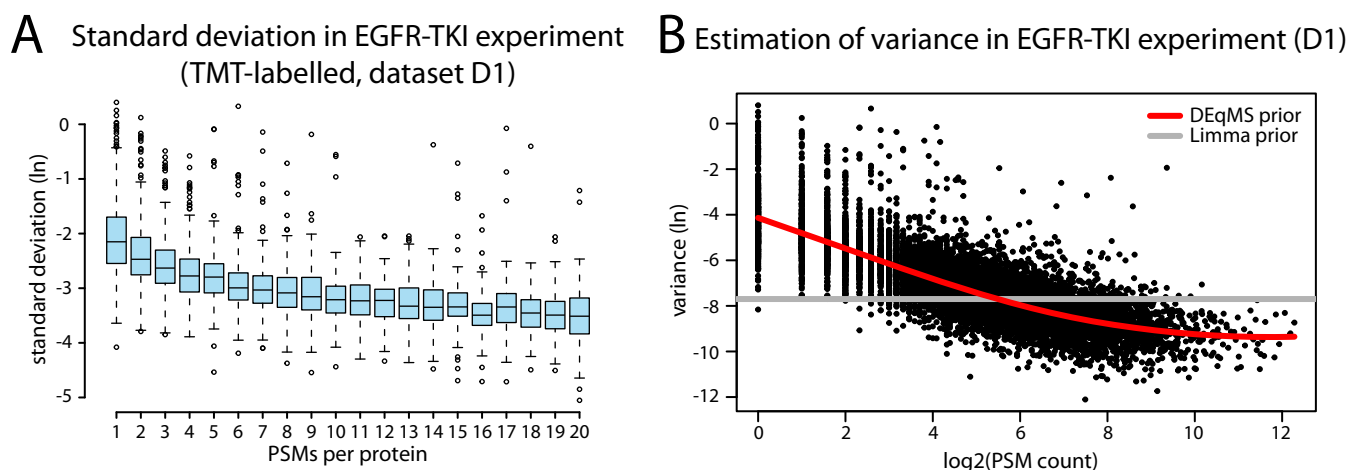 A
Standard deviation in EGFR-TKI experiment
(TMT-labelled, dataset D1)
standard deviation (ln)
0
-1
-2
-3
-4
-5
1 2 3 4 5 6 7 8 9 10 11 12 13 14 15 16 17 18 19 20
PSMs per protein
B
Estimation of variance in EGFR-TKI experiment (D1)
DEqMS prior
Limma prior
variance (ln)
0
-2
-4
-6
-8
-10
-12
0 2 4 6 8 10 12
log2(PSM count)